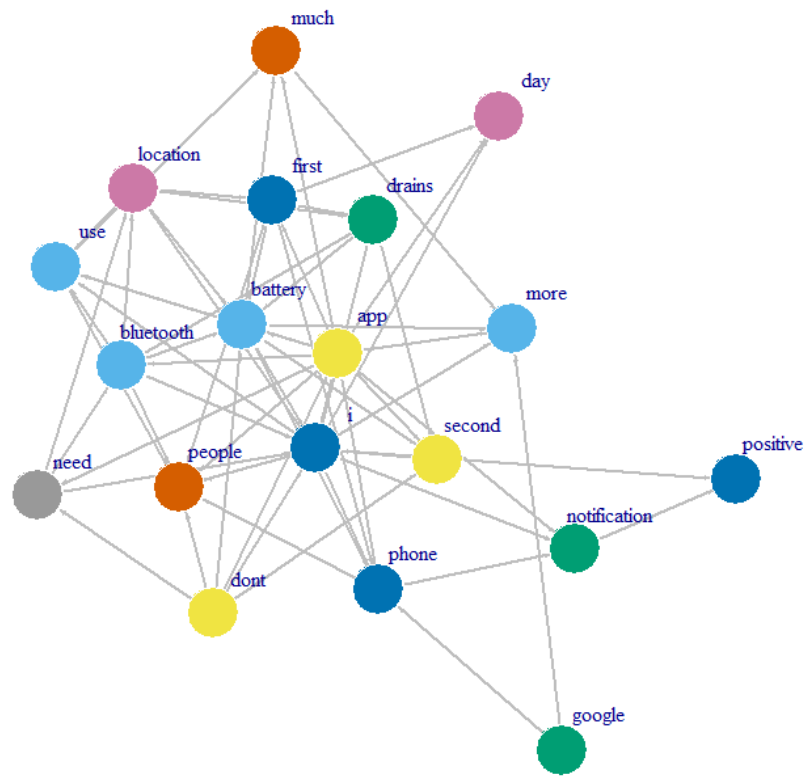 much
day
location
first
drains
use
battery
more
app
bluetooth
i
second
positive
people
need
notification
phone
dont
google